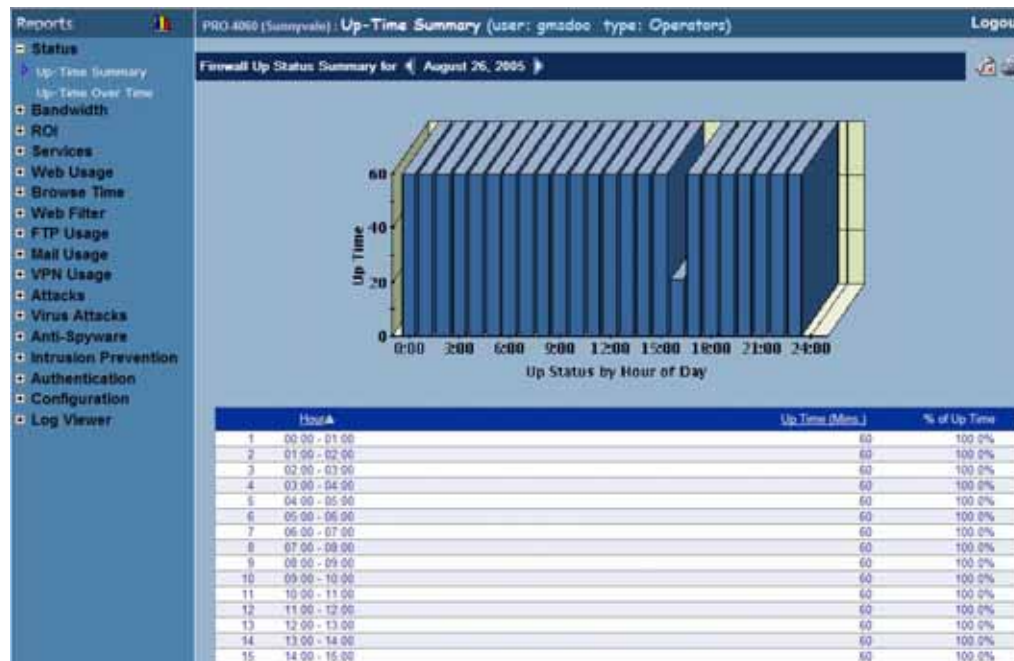 Reports
PRO 4060 (Sunnyvale) : Up-Time Summary (user: gmsdoo type: Operators)
Logou
Status
Up-Time Summary
Up-Time Over Time
Bandwidth
ROI
Services
Web Usage
Browse Time
Web Filter
FTP Usage
Mail Usage
VPN Usage
Attacks
Virus Attacks
Anti-Spyware
Intrusion Prevention
Authentication
Configuration
Log Viewer
Firewall Up Status Summary for August 26, 2005
Up Time
60
40
20
0
0:00 3:00 6:00 9:00 12:00 15:00 18:00 21:00 24:00
Up Status by Hour of Day
Hour Up Time (Mins.) % of Up Time
1 00:00 - 01:00 60 100.0%
2 01:00 - 02:00 60 100.0%
3 02:00 - 03:00 60 100.0%
4 03:00 - 04:00 60 100.0%
5 04:00 - 05:00 60 100.0%
6 05:00 - 06:00 60 100.0%
7 06:00 - 07:00 60 100.0%
8 07:00 - 08:00 60 100.0%
9 08:00 - 09:00 60 100.0%
10 09:00 - 10:00 60 100.0%
11 10:00 - 11:00 60 100.0%
12 11:00 - 12:00 60 100.0%
13 12:00 - 13:00 60 100.0%
14 13:00 - 14:00 60 100.0%
15 14:00 - 15:00 60 100.0%